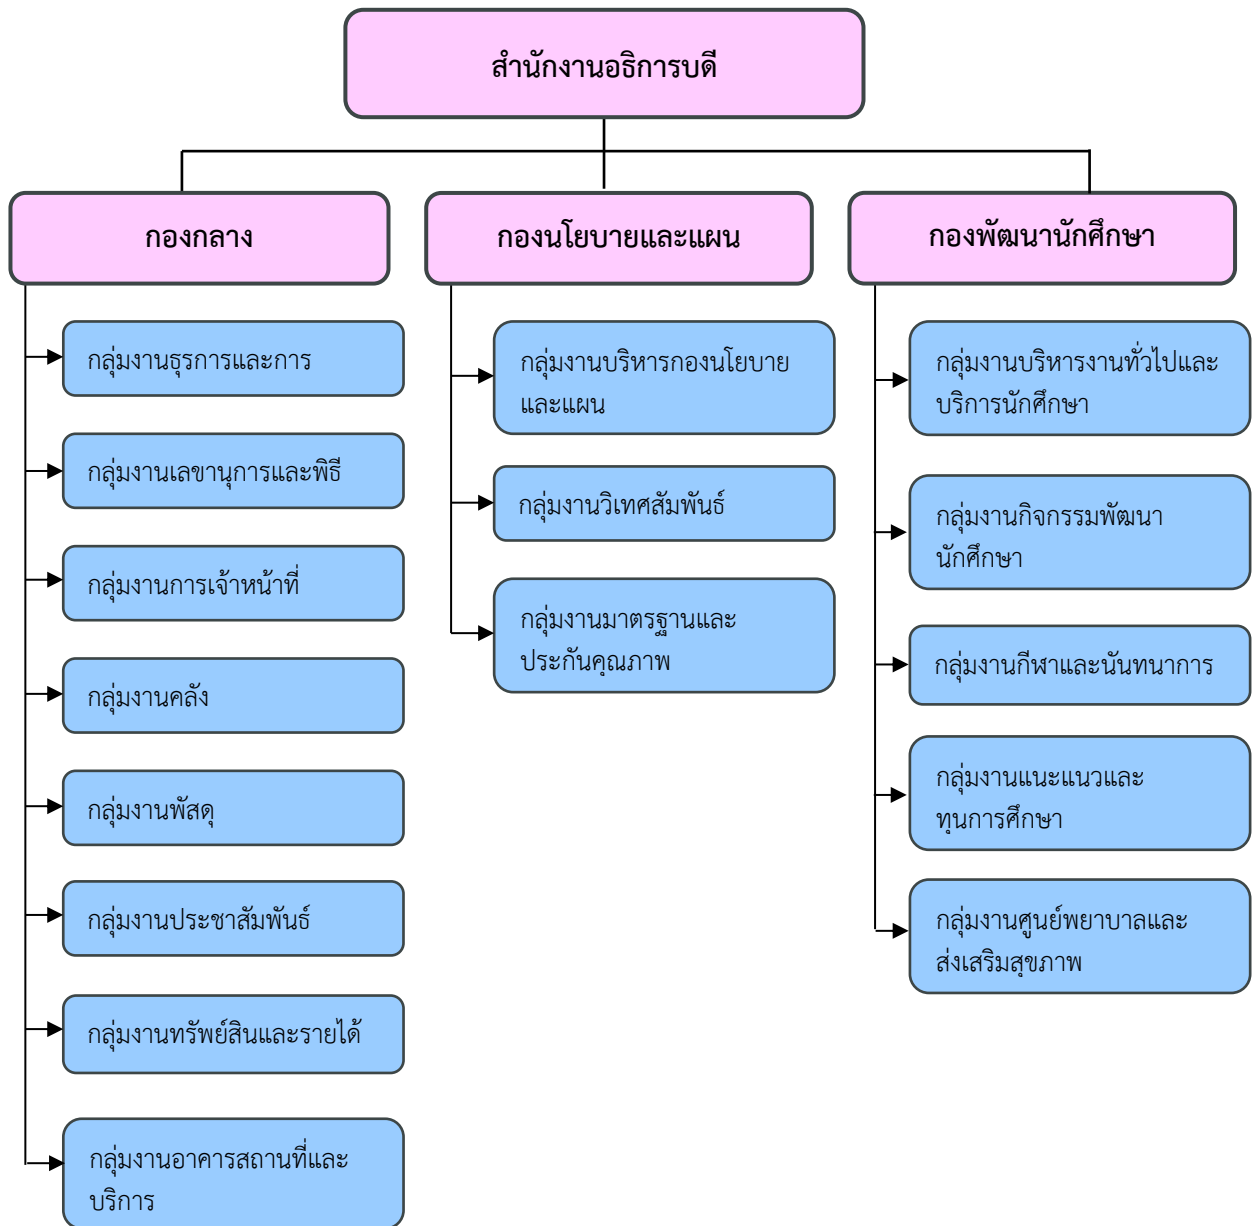 สำนักงานอธิการบดี
กองกลาง
กลุ่มงานธุรการและการ
กลุ่มงานเลขานุการและพิธี
กลุ่มงานการเจ้าหน้าที่
กลุ่มงานคลัง
กลุ่มงานพัสดุ
กลุ่มงานประชาสัมพันธ์
กลุ่มงานทรัพย์สินและรายได้
กลุ่มงานอาคารสถานที่และ
บริการ
กองนโยบายและแผน
กลุ่มงานบริหารกองนโยบาย
และแผน
กลุ่มงานวิเทศสัมพันธ์
กลุ่มงานมาตรฐานและ
ประกันคุณภาพ
กองพัฒนานักศึกษา
กลุ่มงานบริหารงานทั่วไปและ
บริการนักศึกษา
กลุ่มงานกิจกรรมพัฒนา
นักศึกษา
กลุ่มงานกีฬาและนันทนาการ
กลุ่มงานแนะแนวและ
ทุนการศึกษา
กลุ่มงานศูนย์พยาบาลและ
ส่งเสริมสุขภาพ